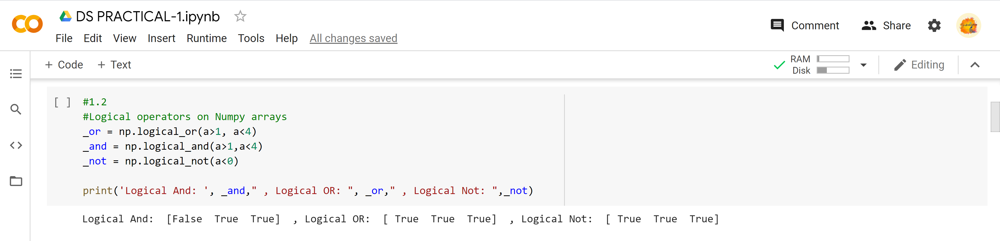 DS PRACTICAL-1.ipynb
Comment Share
File Edit View Insert Runtime Tools Help All changes saved
+ Code + Text
RAM
Disk
Editing
[ ] #1.2
#Logical operators on Numpy arrays
_or = np.logical_or(a>1, a<4)
_and = np.logical_and(a>1,a<4)
_not = np.logical_not(a<0)
print('Logical And: ', _and," , Logical OR: ", _or," , Logical Not: ",_not)
Logical And:  [False  True  True]  , Logical OR:  [ True  True  True]  , Logical Not:  [ True  True  True]